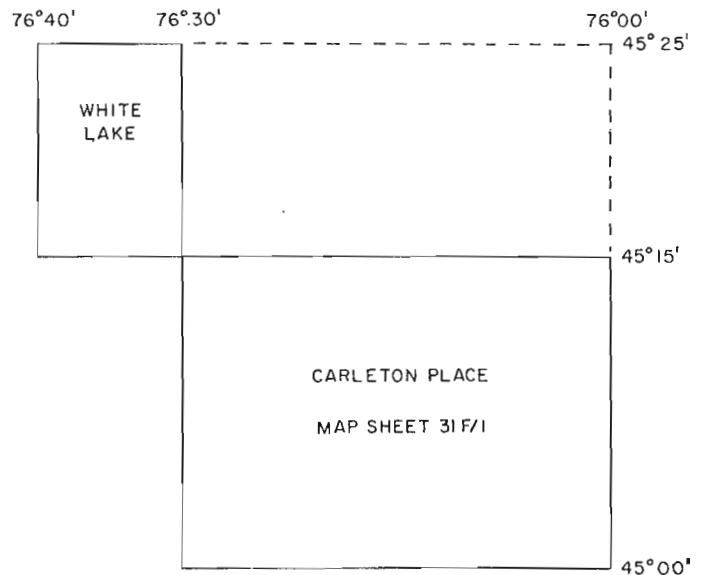 76°40' 76°30' 76°00'
45°25'
WHITE
LAKE
45°15'
CARLETON PLACE
MAP SHEET 31F/1
45°00'